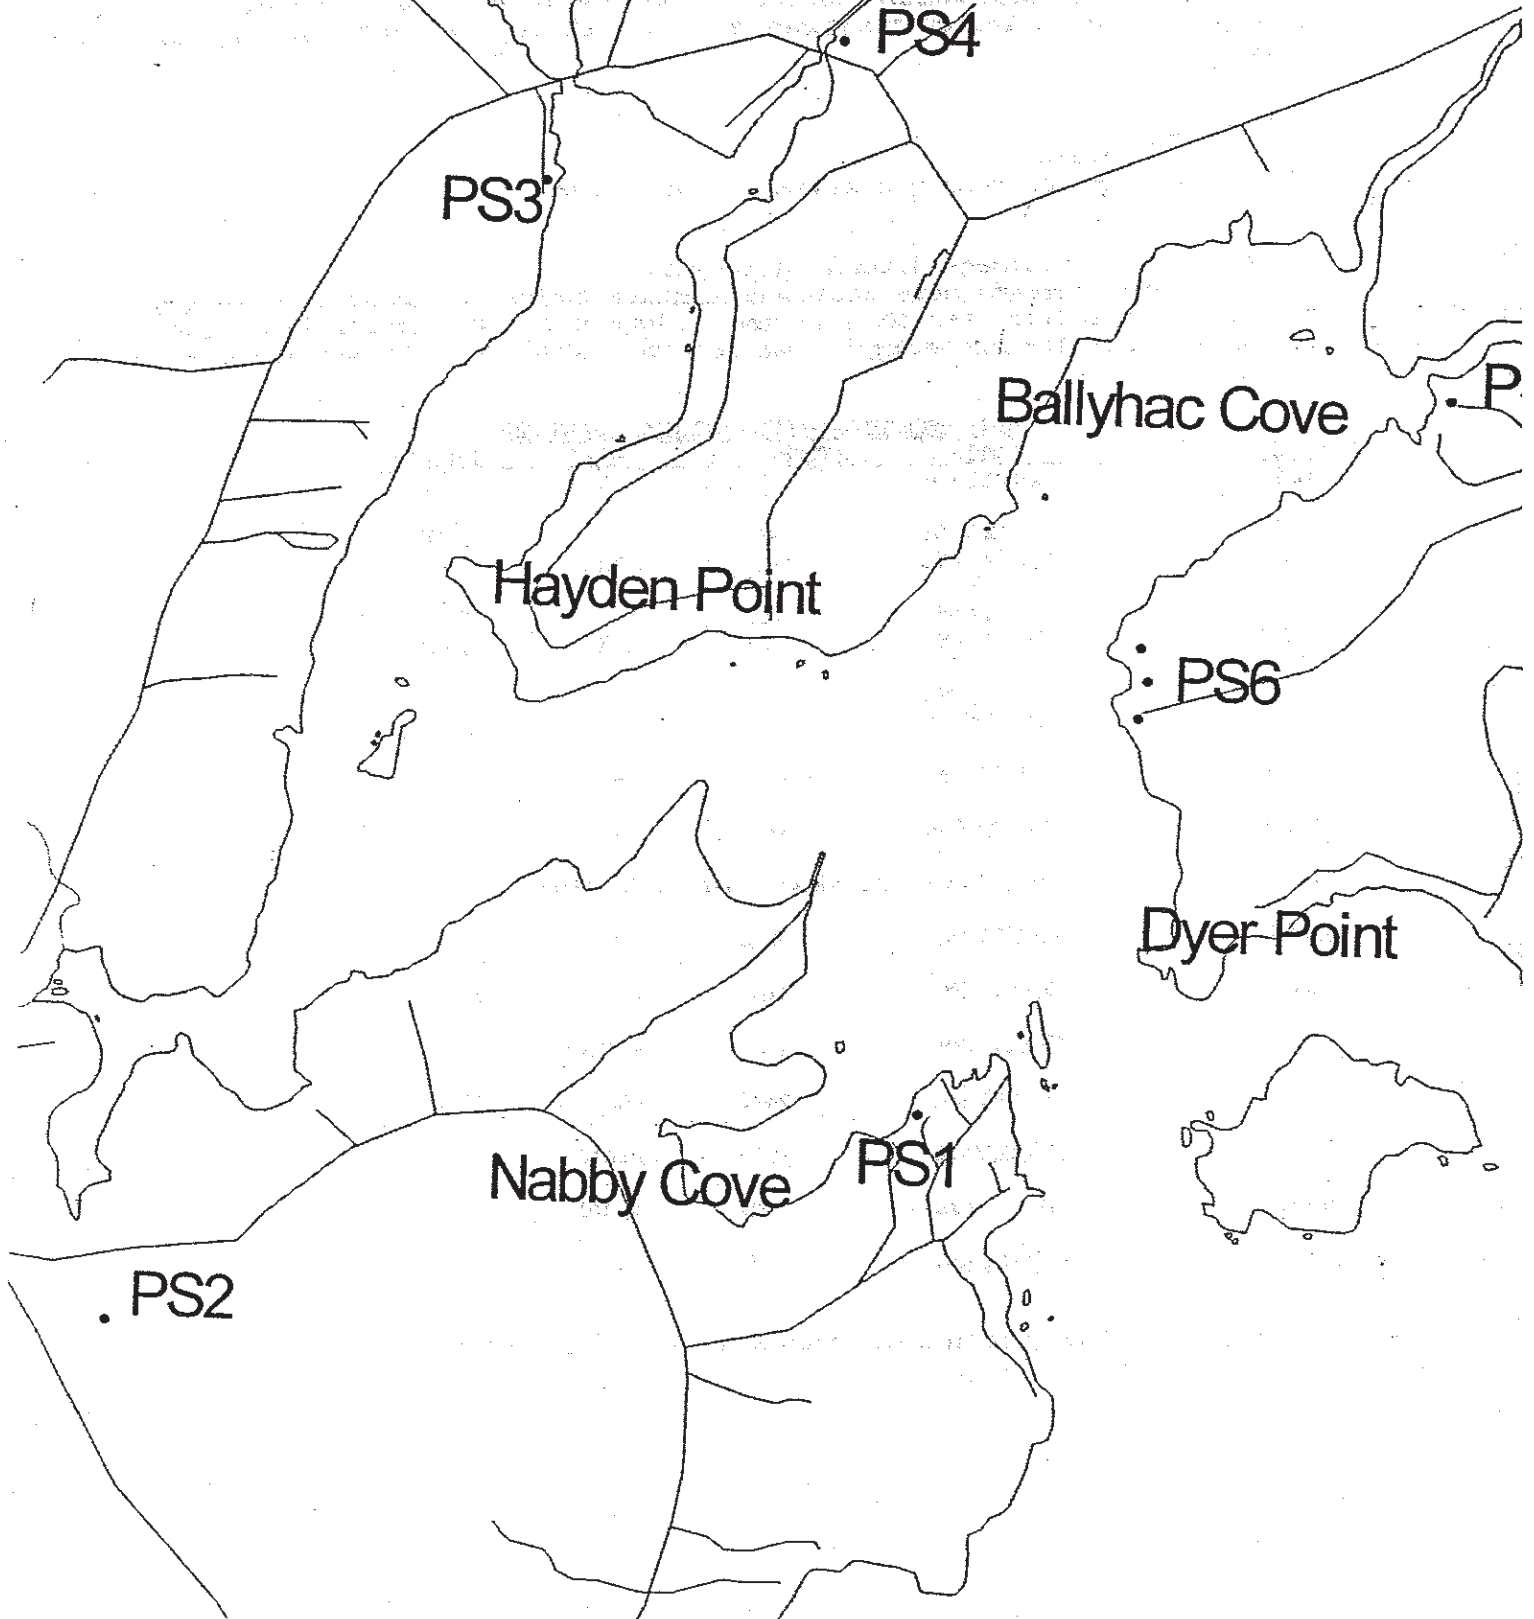 PS4
PS3
Ballyhac Cove
Hayden Point
PS6
Dyer Point
PS1
Nabby Cove
PS2